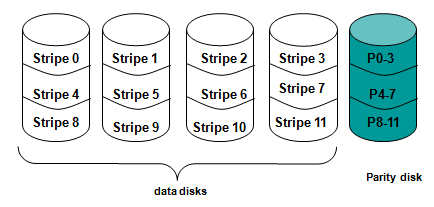 Stripe 0 Stripe 1 Stripe 2 Stripe 3 P0-3
Stripe 4 Stripe 5 Stripe 6 Stripe 7 P4-7
Stripe 8 Stripe 9 Stripe 10 Stripe 11 P8-11
data disks
Parity disk